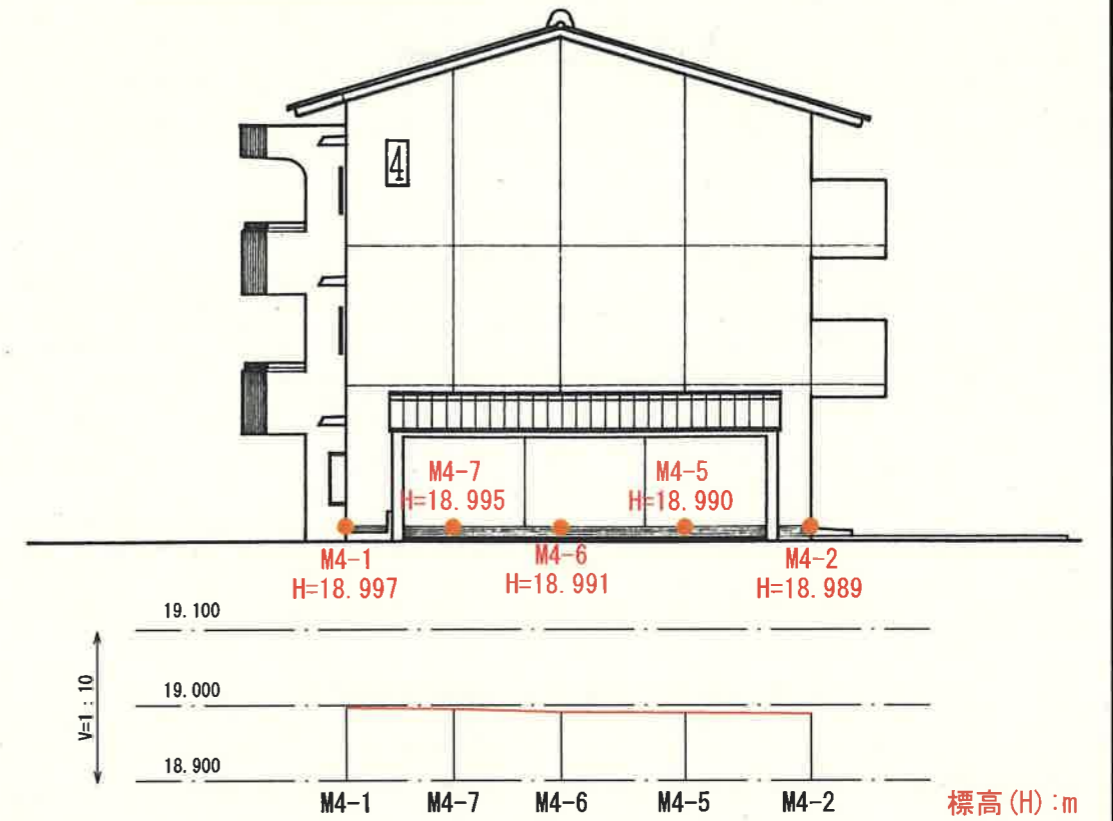 4
M4-7
H=18.995
M4-5
H=18.990
M4-1
H=18.997
M4-6
H=18.991
M4-2
H=18.989
19.100
19.000
18.900
V=1:10
M4-1 M4-7 M4-6 M4-5 M4-2
標高(H):m